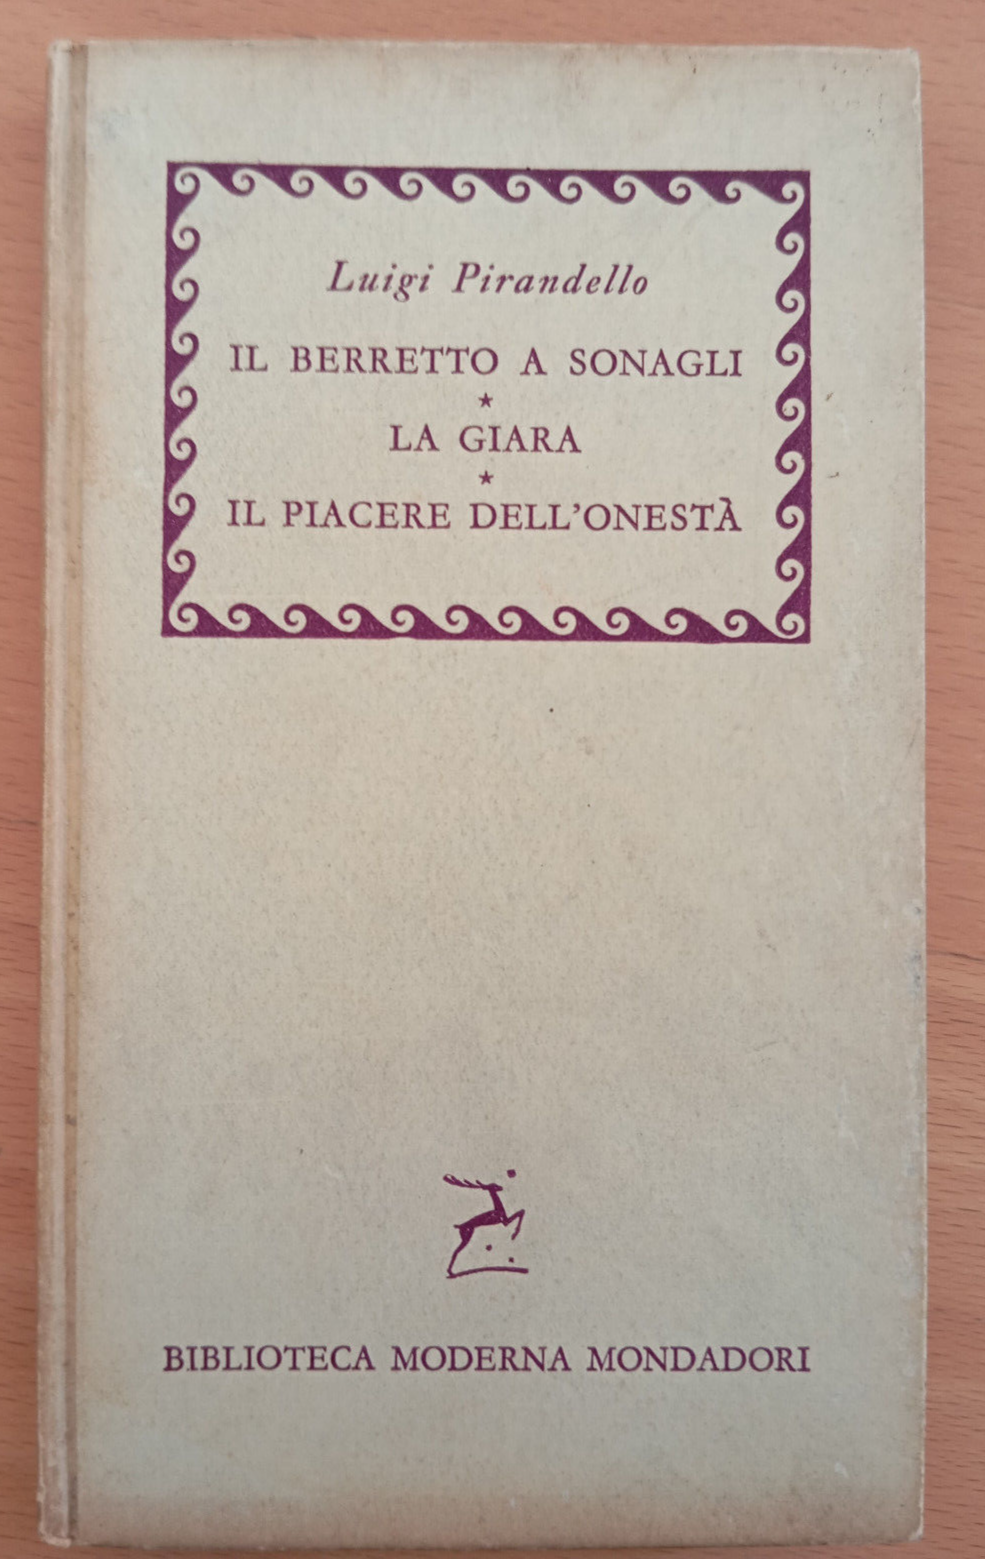 Luigi Pirandello
IL BERRETTO A SONAGLI
★
LA GIARA
★
IL PIACERE DELL'ONESTÀ
BIBLIOTECA MODERNA MONDADORI